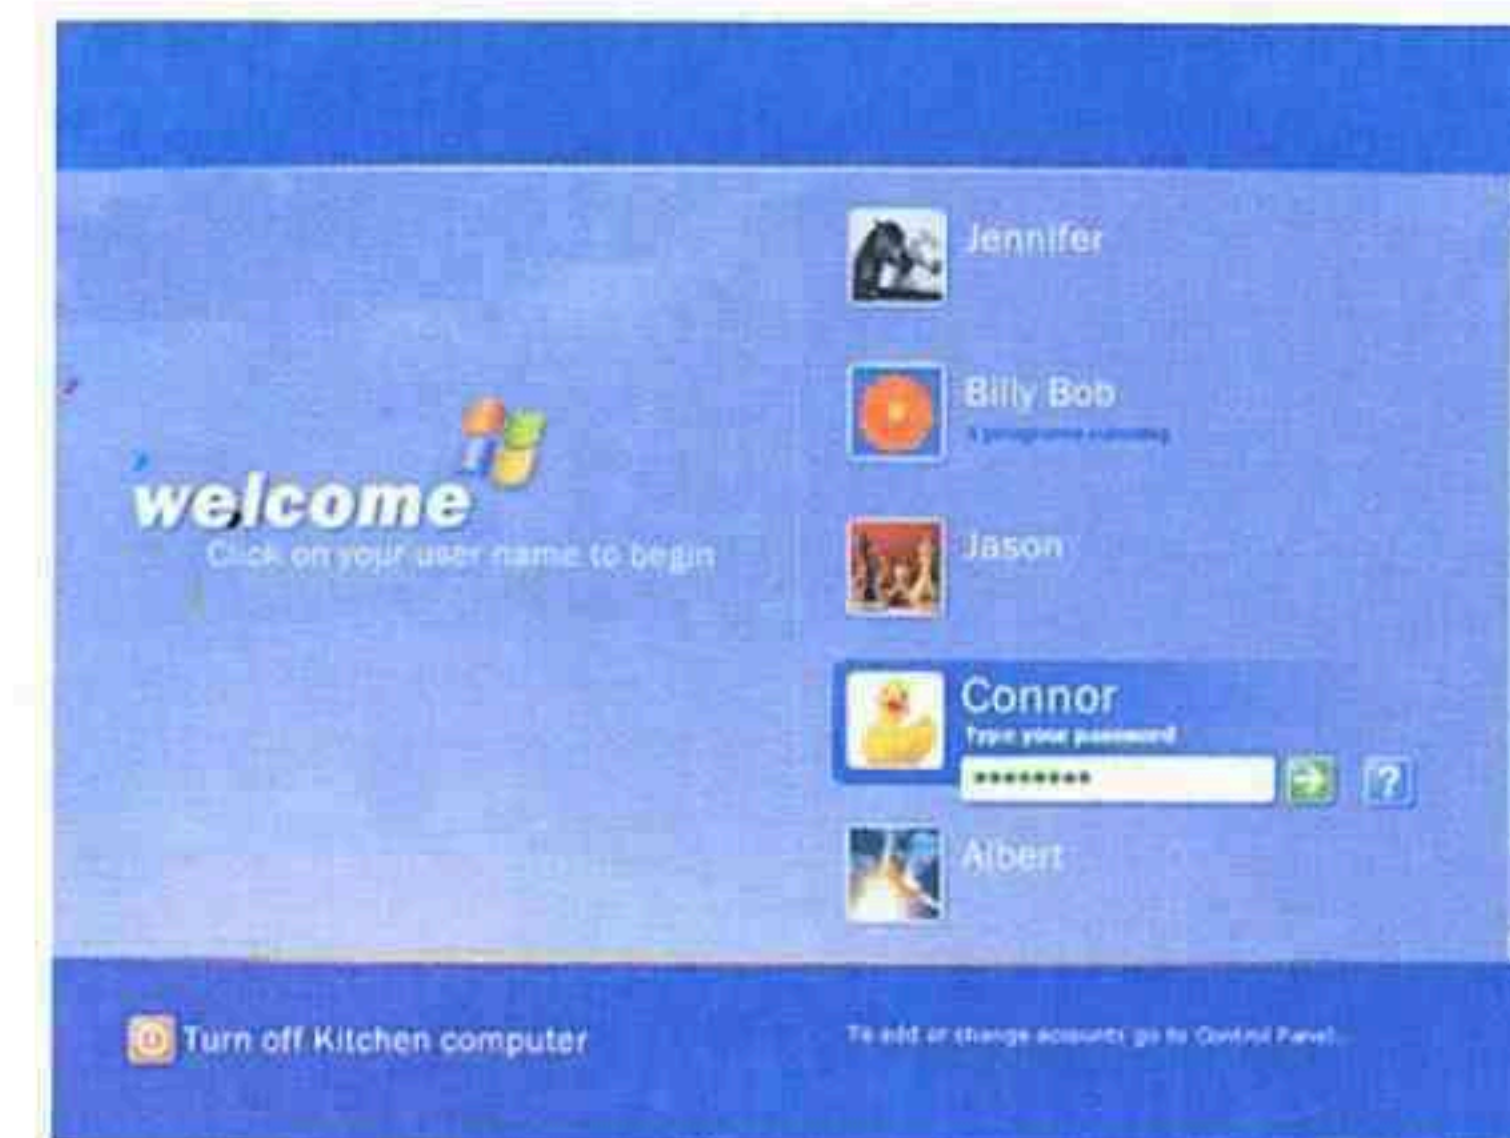 welcome
Click on your user name to begin
Jennifer
Billy Bob
Jason
Connor
Type your password
••••••••
?
Albert
Turn off Kitchen computer
To add or change accounts go to Control Panel...